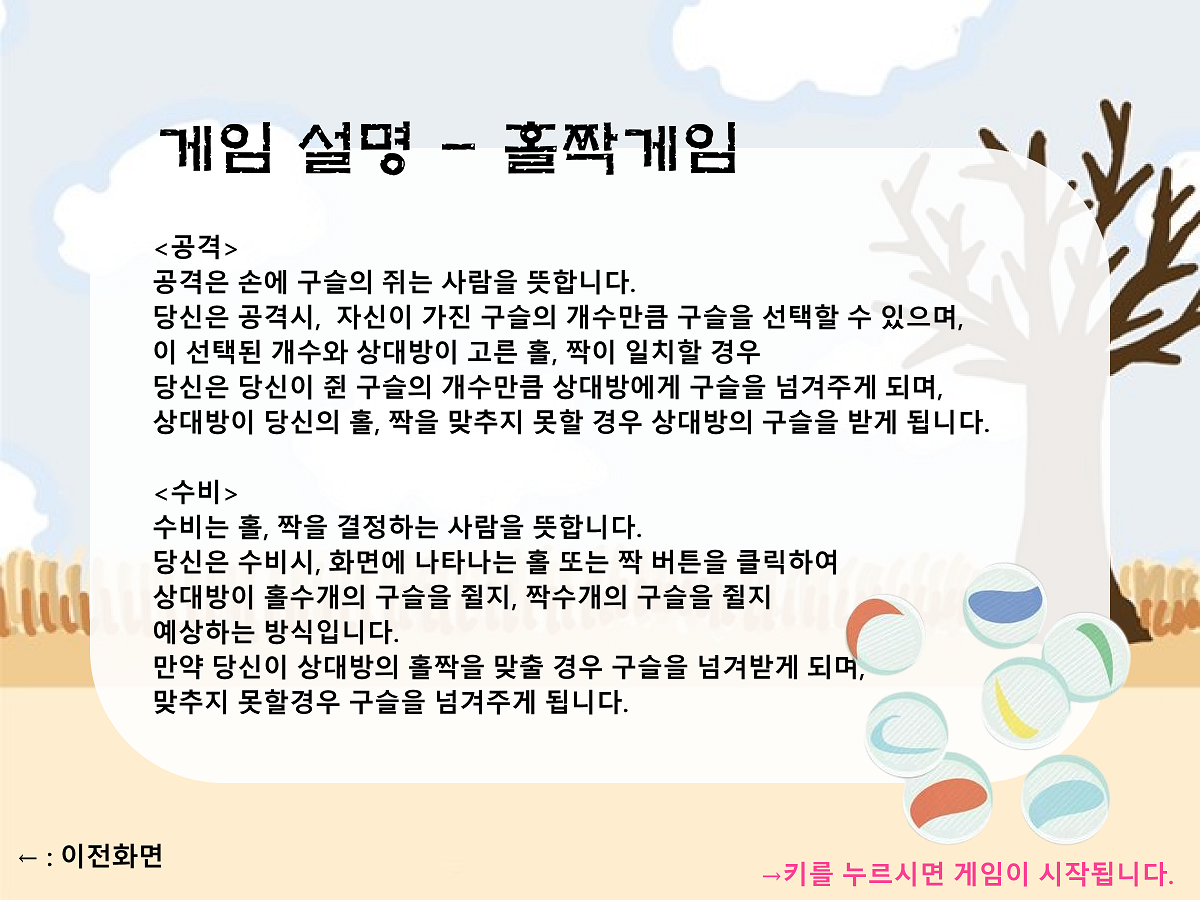 게임 설명 - 홀짝게임
<공격>
공격은 손에 구슬의 쥐는 사람을 뜻합니다.
당신은 공격시, 자신이 가진 구슬의 개수만큼 구슬을 선택할 수 있으며,
이 선택된 개수와 상대방이 고른 홀, 짝이 일치할 경우
당신은 당신이 쥔 구슬의 개수만큼 상대방에게 구슬을 넘겨주게 되며,
상대방이 당신의 홀, 짝을 맞추지 못할 경우 상대방의 구슬을 받게 됩니다.
<수비>
수비는 홀, 짝을 결정하는 사람을 뜻합니다.
당신은 수비시, 화면에 나타나는 홀 또는 짝 버튼을 클릭하여
상대방이 홀수개의 구슬을 쥘지, 짝수개의 구슬을 쥘지
예상하는 방식입니다.
만약 당신이 상대방의 홀짝을 맞출 경우 구슬을 넘겨받게 되며,
맞추지 못할경우 구슬을 넘겨주게 됩니다.
← : 이전화면
→키를 누르시면 게임이 시작됩니다.